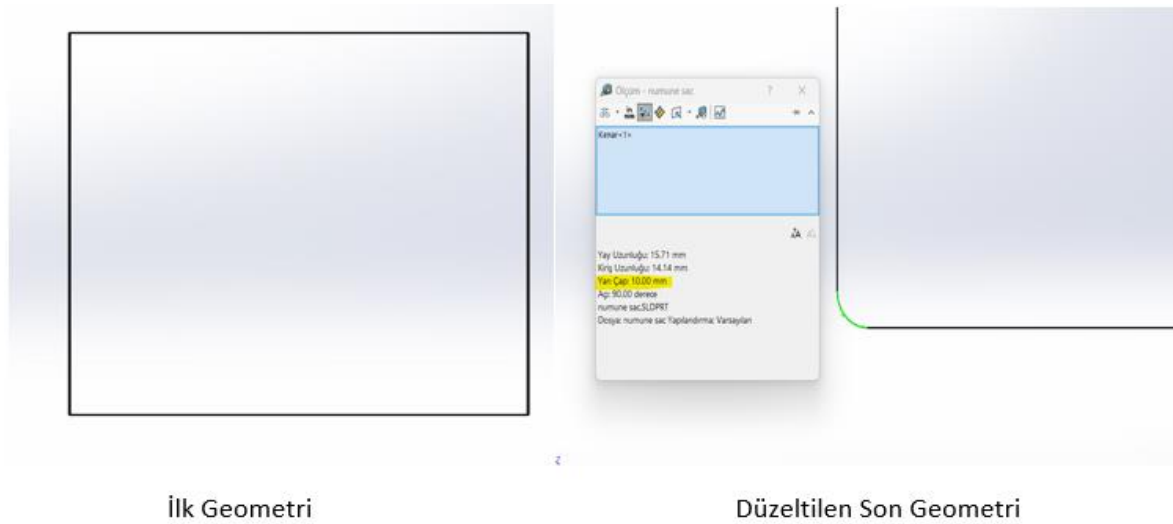 Ölçüm - numune sac
?
Kenar<1>
Yay Uzunluğu: 15.71 mm
Kiriş Uzunluğu: 14.14 mm
Yarı Çap: 10.00 mm
Açı: 90.00 derece
numune sac.SLDPRT
Dosya: numune sac Yapılandırma: Varsayılan
İlk Geometri
Düzeltilen Son Geometri